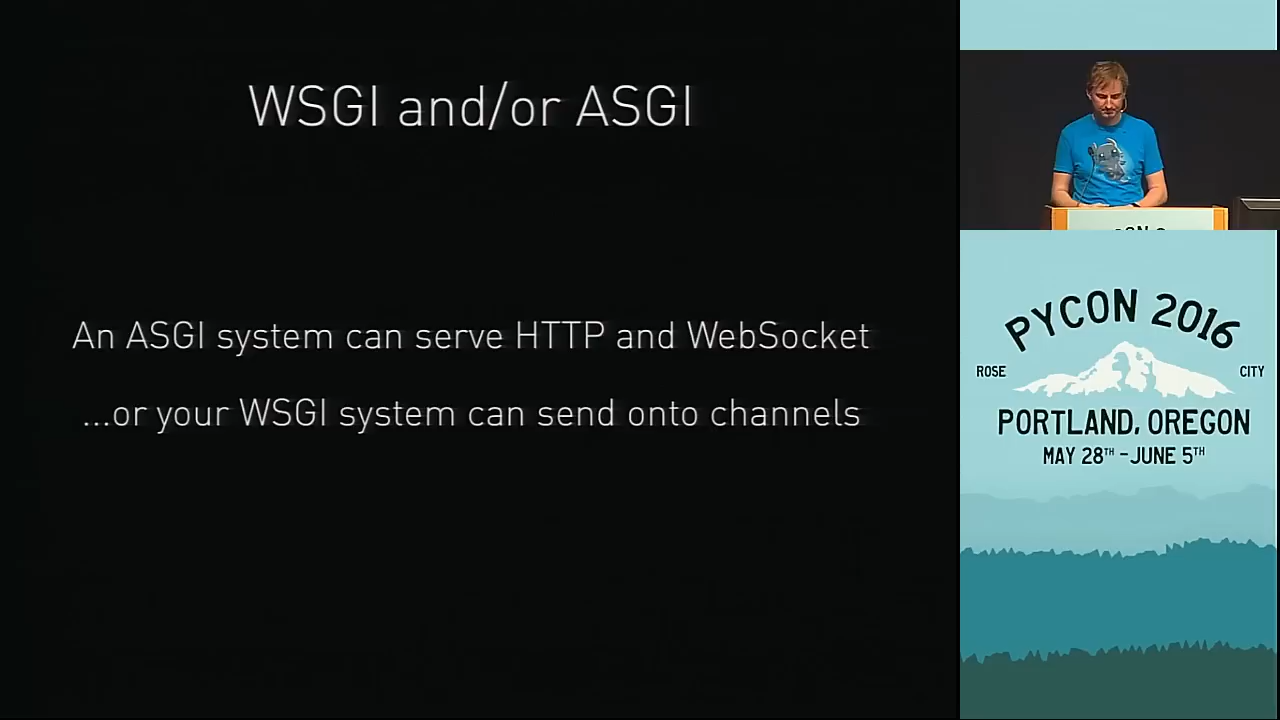 WSGI and/or ASGI
An ASGI system can serve HTTP and WebSocket
...or your WSGI system can send onto channels
PYCON 2016
ROSE CITY
PORTLAND, OREGON
MAY 28TH - JUNE 5TH